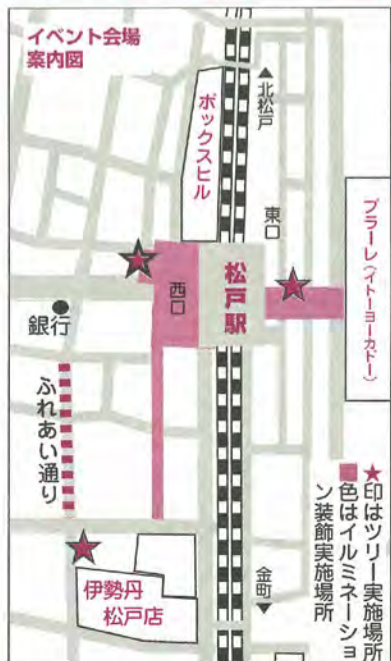 イベント会場
案内図
ボックスヒル
▲北松戸
東口
プラーレ(イトーヨーカドー)
松戸駅
西口
銀行
ふれあい通り
★印はツリー実施場所
■色はイルミネーショ
ン装飾実施場所
伊勢丹
松戸店
金町▼